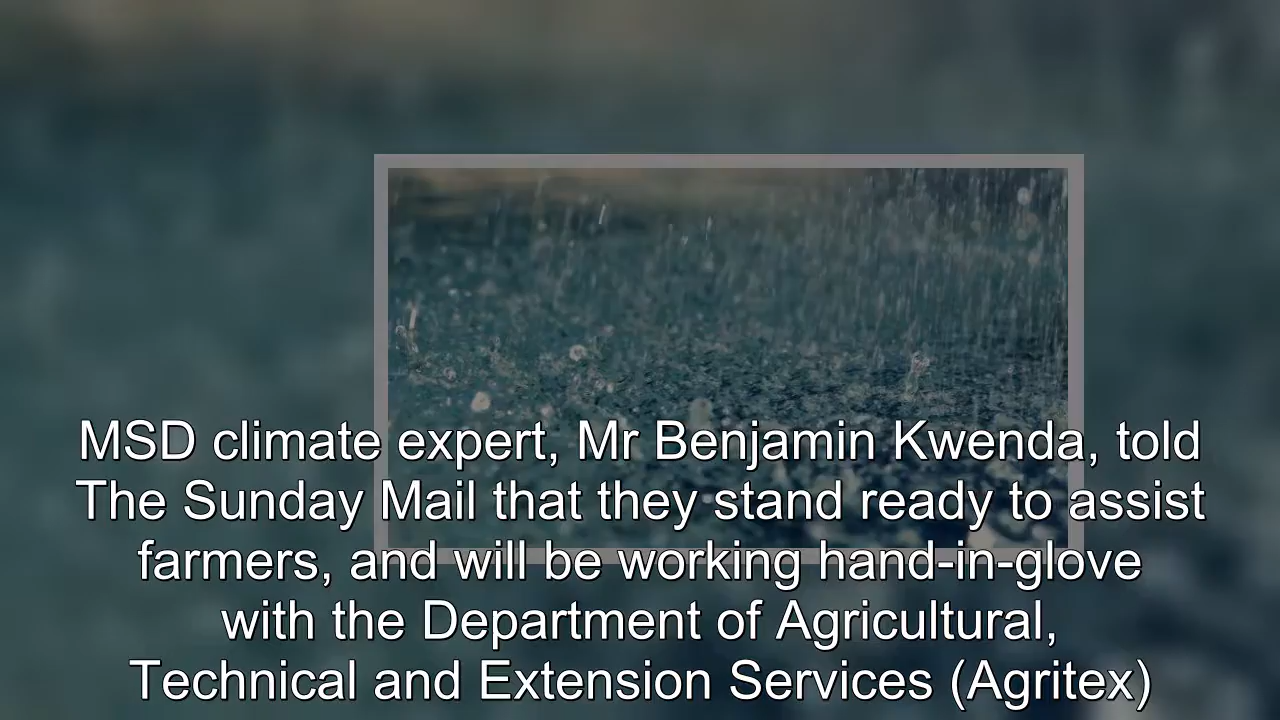 MSD climate expert, Mr Benjamin Kwenda, told
The Sunday Mail that they stand ready to assist
farmers, and will be working hand-in-glove
with the Department of Agricultural,
Technical and Extension Services (Agritex)